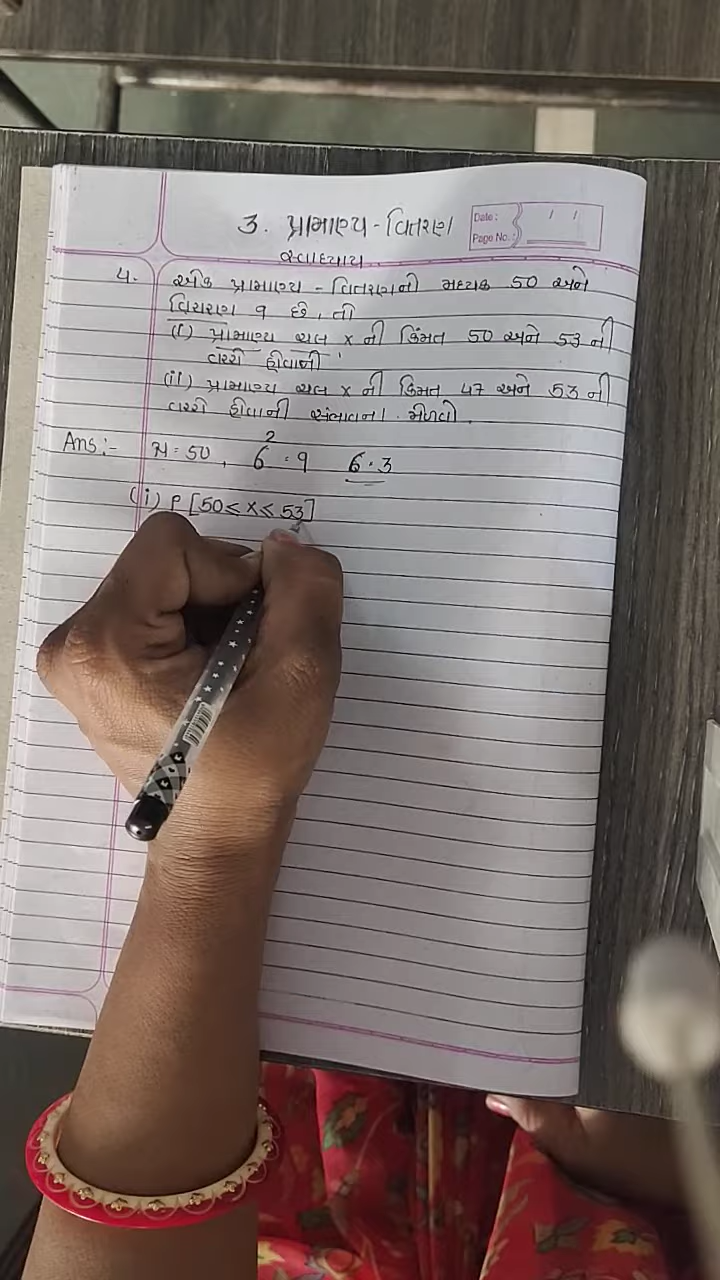 3. પ્રામાણ્ય - વિતરણ
Date : / /
Page No. :
સ્વાધ્યાય
4. એક પ્રામાણ્ય - વિતરણનો મધ્યક 50 અને
વિચરણ 9 છે, તો
(i) પ્રામાણ્ય ચલ x ની કિંમત 50 અને 53 ની
વચ્ચે હોવાની
(ii) પ્રામાણ્ય ચલ x ની કિંમત 47 અને 53 ની
વચ્ચે હોવાની સંભાવના મેળવો.
Ans :- μ = 50, σ² = 9 σ = 3
(i) P [50 ≤ x ≤ 53]